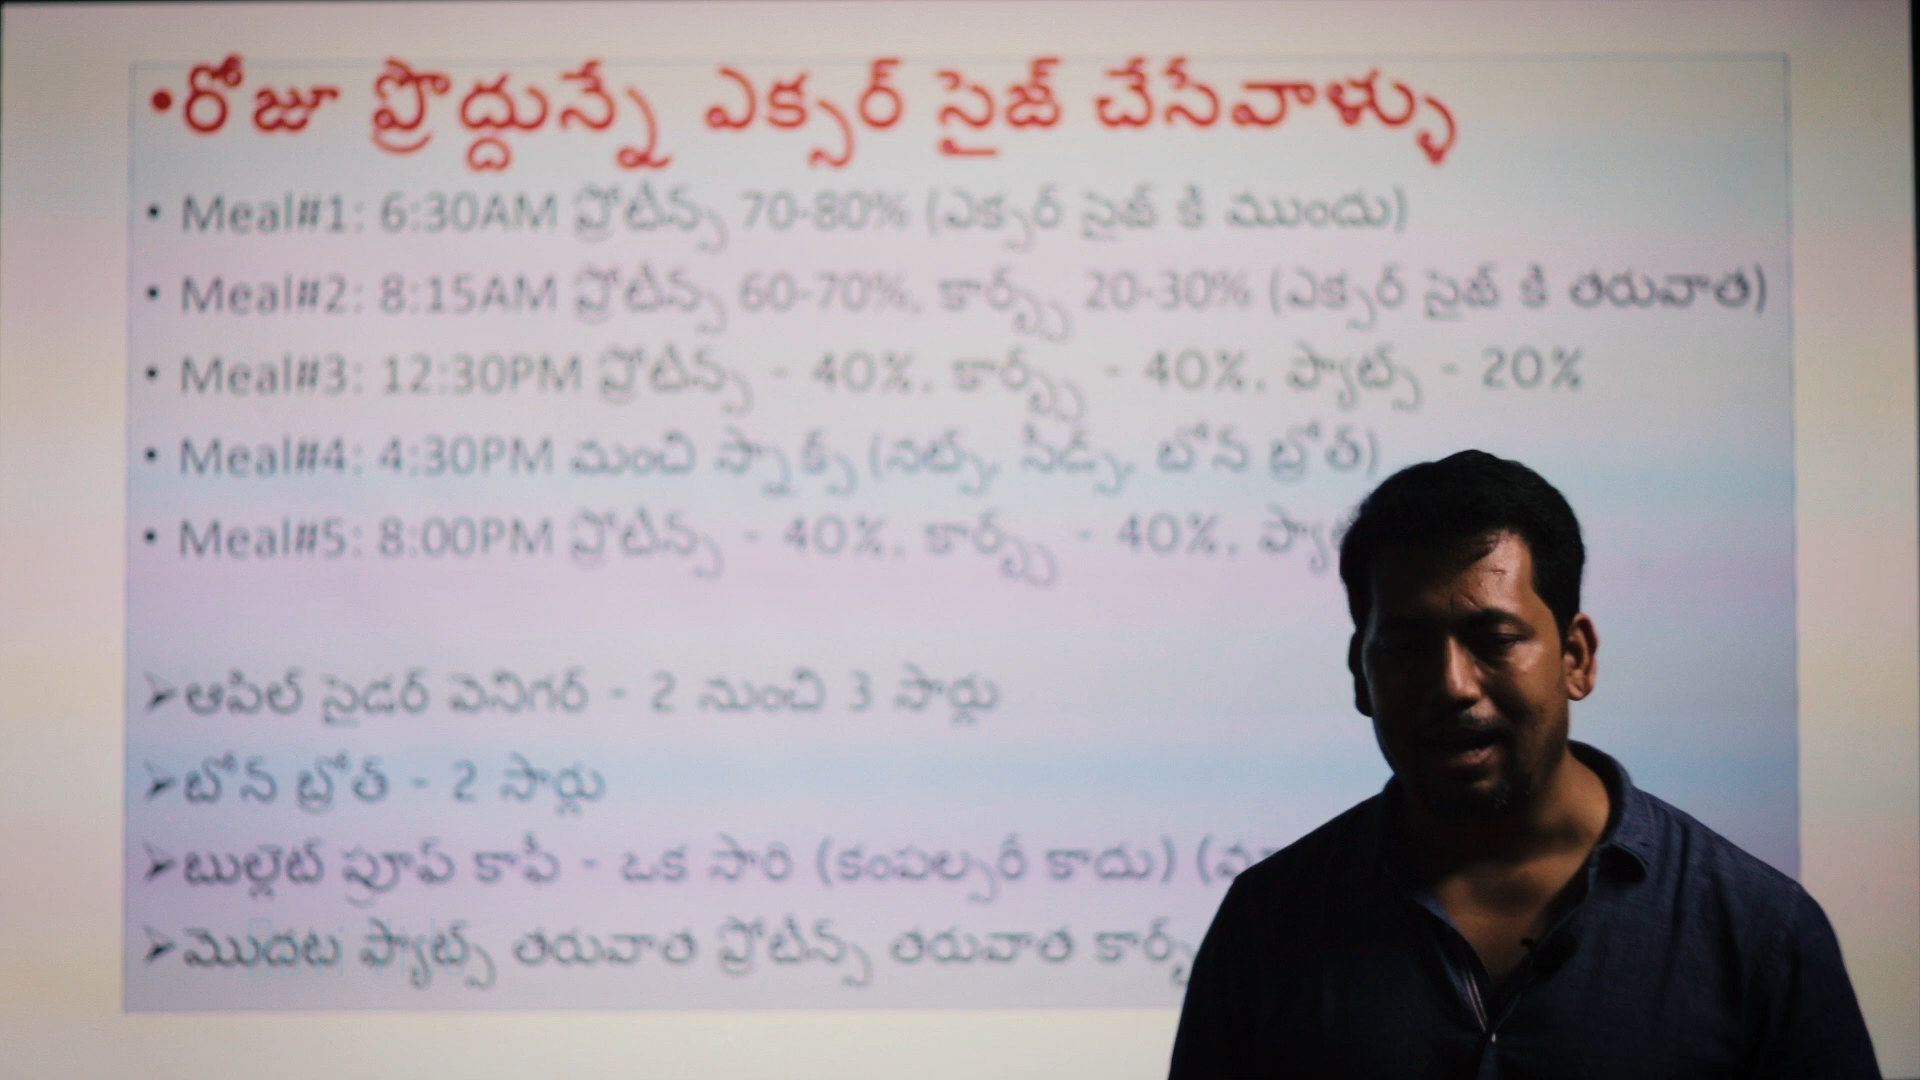 •రోజూ ప్రొద్దున్నే ఎక్సర్ సైజ్ చేసేవాళ్ళు
• Meal#1: 6:30AM ప్రోటీన్స్ 70-80% (ఎక్సర్ సైజ్ కి ముందు)
• Meal#2: 8:15AM ప్రోటీన్స్ 60-70%, కార్బ్స్ 20-30% (ఎక్సర్ సైజ్ కి తరువాత)
• Meal#3: 12:30PM ప్రోటీన్స్ - 40%, కార్బ్స్ - 40%, ఫ్యాట్స్ - 20%
• Meal#4: 4:30PM మంచి స్నాక్స్ (నట్స్, సీడ్స్, బోన్ బ్రోత్)
• Meal#5: 8:00PM ప్రోటీన్స్ - 40%, కార్బ్స్ - 40%,
➢ఆపిల్ సైడర్ వెనిగర్ - 2 నుంచి 3 సార్లు
➢బోన్ బ్రోత్ - 2 సార్లు
➢బుల్లెట్ ప్రూఫ్ కాఫీ - ఒక సారి (కంపల్సరీ కాదు)
➢మొదట ఫ్యాట్స్ తరువాత ప్రోటీన్స్ తరువాత కార్బ్స్